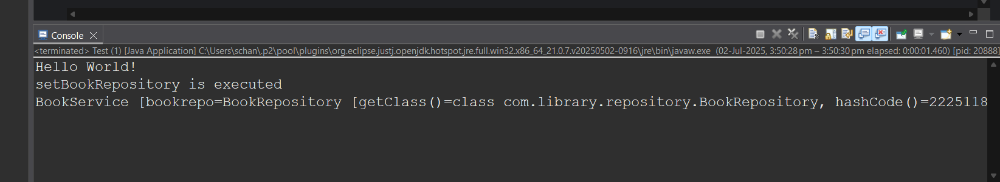 Console
<terminated> Test (1) [Java Application] C:\Users\schan\.p2\pool\plugins\org.eclipse.justj.openjdk.hotspot.jre.full.win32.x86_64_21.0.7.v20250502-0916\jre\bin\javaw.exe (02-Jul-2025, 3:50:28 pm – 3:50:30 pm elapsed: 0:00:01.460) [pid: 20888]
Hello World!
setBookRepository is executed
BookService [bookrepo=BookRepository [getClass()=class com.library.repository.BookRepository, hashCode()=2225118